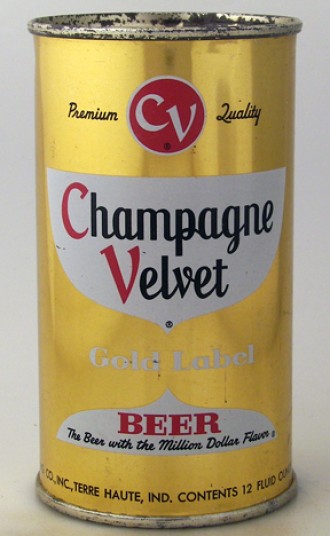 Premium CV Quality
®
Champagne
Velvet
®
Gold Label
BEER
The Beer with the Million Dollar Flavor
CO., INC., TERRE HAUTE, IND. CONTENTS 12 FLUID